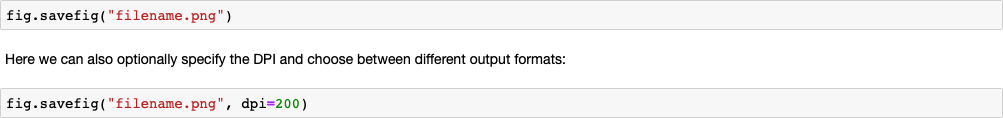 fig.savefig("filename.png")
Here we can also optionally specify the DPI and choose between different output formats:
fig.savefig("filename.png", dpi=200)